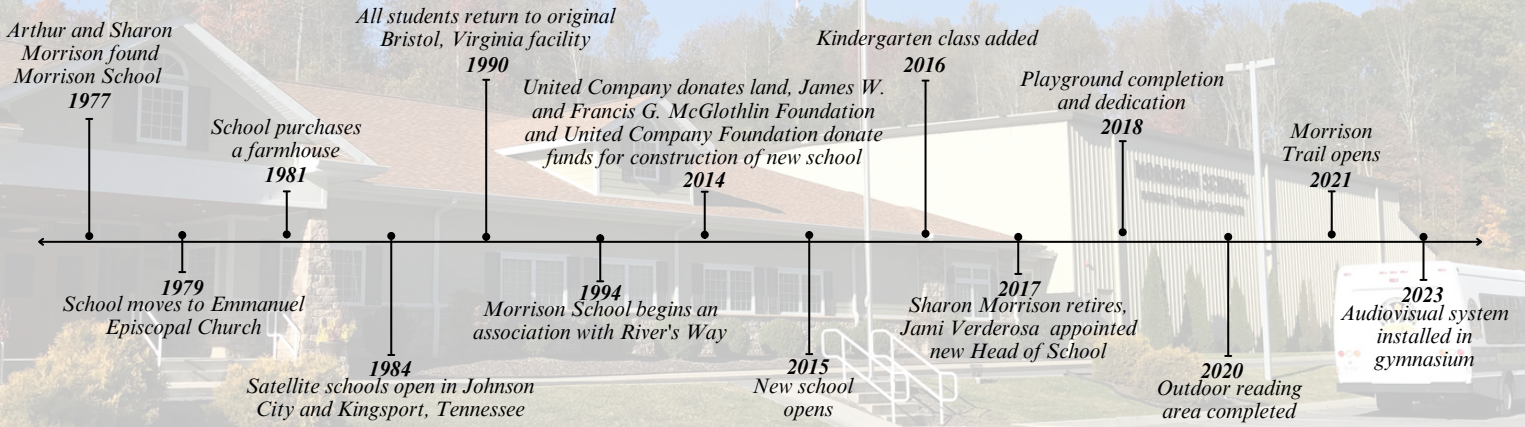 Arthur and Sharon
Morrison found
Morrison School
1977
1979
School moves to Emmanuel
Episcopal Church
School purchases
a farmhouse
1981
1984
Satellite schools open in Johnson
City and Kingsport, Tennessee
All students return to original
Bristol, Virginia facility
1990
1994
Morrison School begins an
association with River's Way
United Company donates land, James W.
and Francis G. McGlothlin Foundation
and United Company Foundation donate
funds for construction of new school
2014
2015
New school
opens
Kindergarten class added
2016
2017
Sharon Morrison retires,
Jami Verderosa appointed
new Head of School
Playground completion
and dedication
2018
2020
Outdoor reading
area completed
Morrison
Trail opens
2021
2023
Audiovisual system
installed in
gymnasium
MORRISON SCHOOL